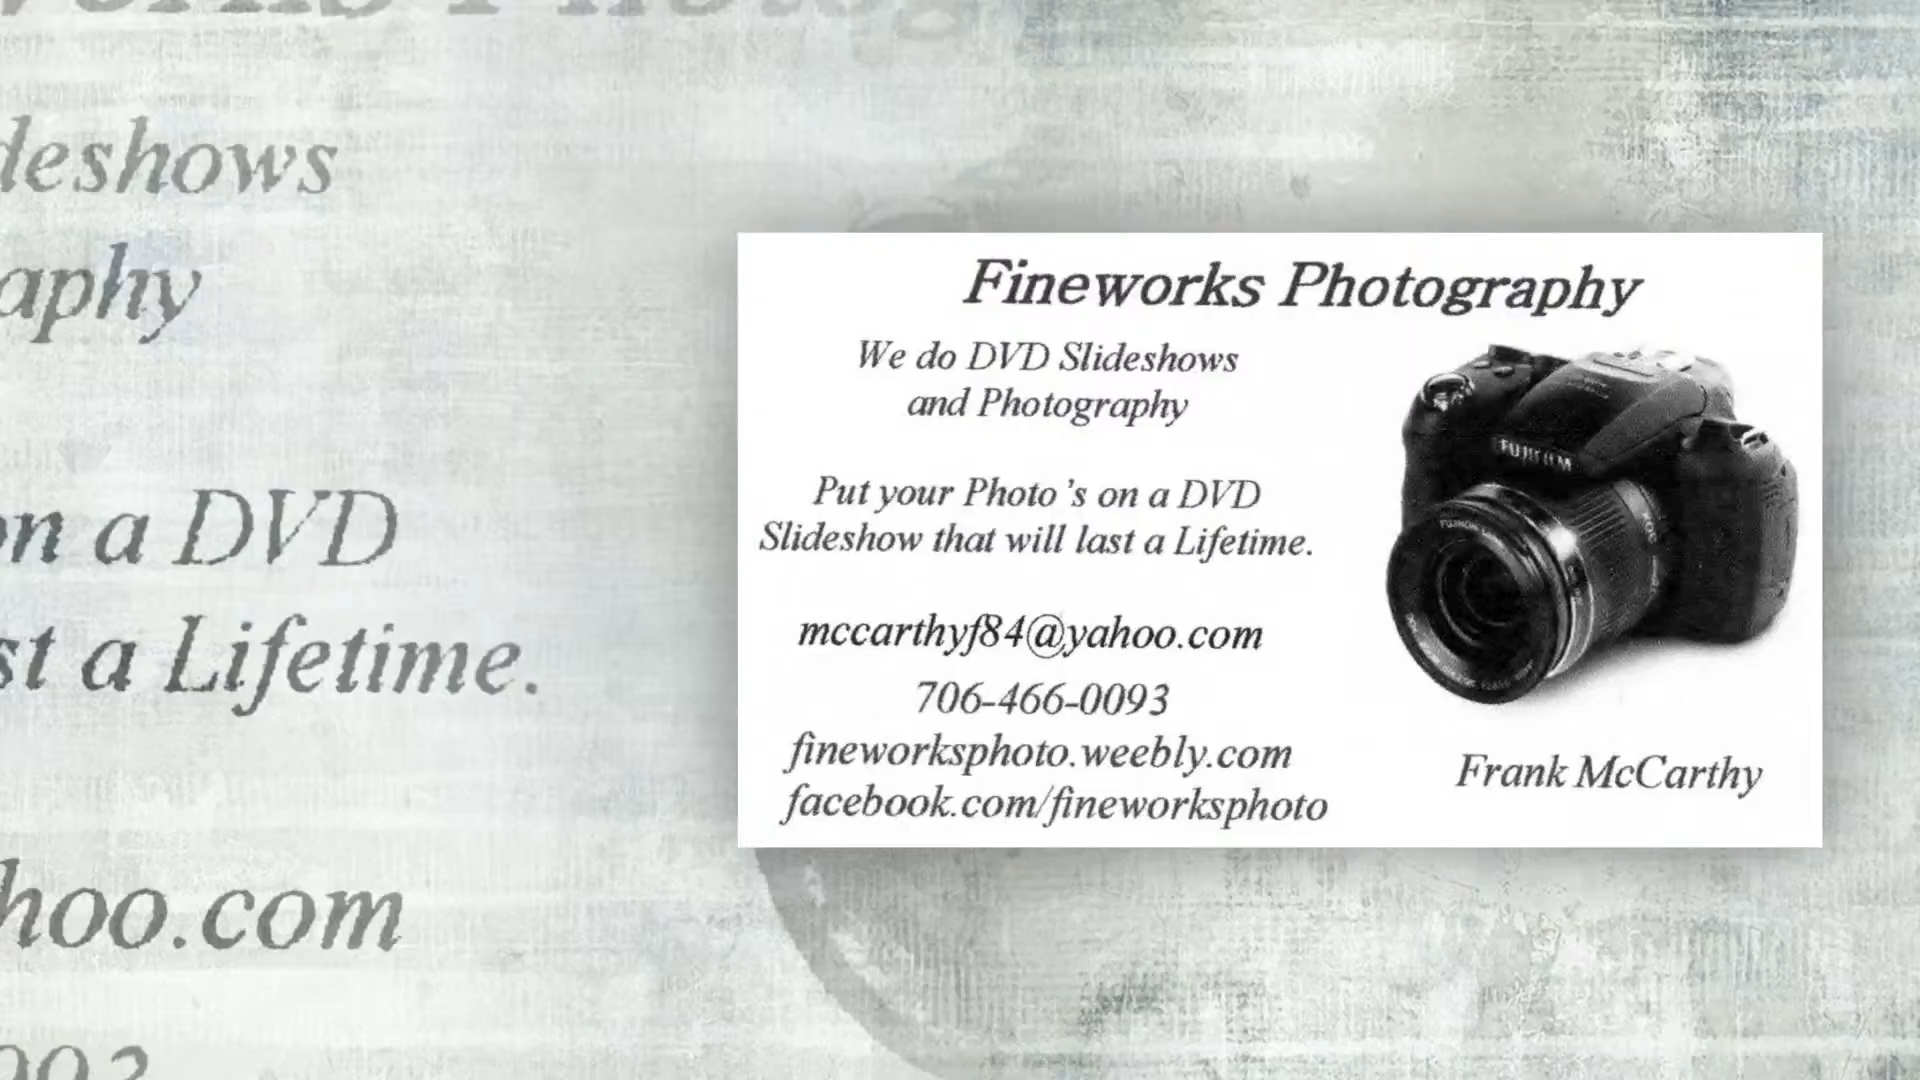 Fineworks Photography
We do DVD Slideshows
and Photography
Put your Photo's on a DVD
Slideshow that will last a Lifetime.
mccarthyf84@yahoo.com
706-466-0093
fineworksphoto.weebly.com
facebook.com/fineworksphoto
FUJIFILM
Frank McCarthy
deshows
aphy
on a DVD
st a Lifetime.
hoo.com